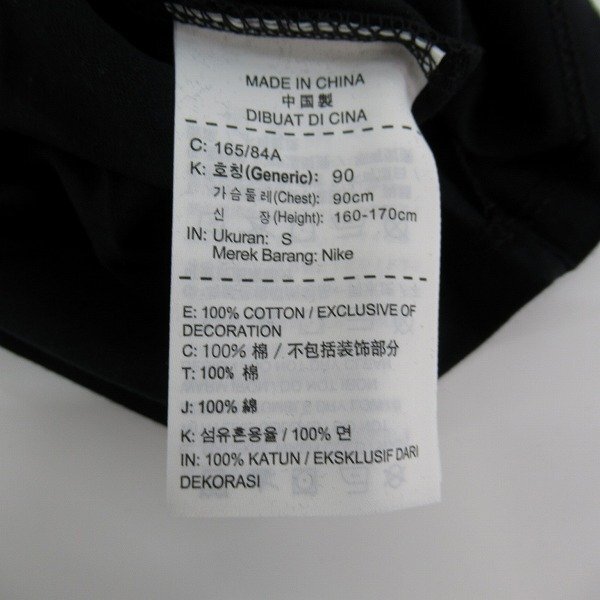 MADE IN CHINA
中国製
DIBUAT DI CINA
C: 165/84A
K: 호칭(Generic): 90
가슴둘레(Chest): 90cm
신 장(Height): 160-170cm
IN: Ukuran: S
Merek Barang: Nike
E: 100% COTTON / EXCLUSIVE OF
DECORATION
C: 100% 棉 / 不包括装饰部分
T: 100% 棉
J: 100% 綿
K: 섬유혼용율 / 100% 면
IN: 100% KATUN / EKSKLUSIF DARI
DEKORASI